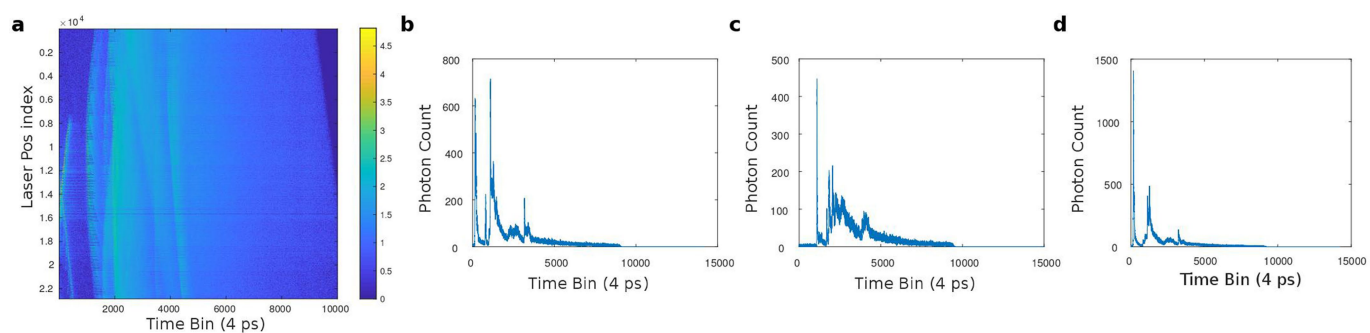 a
×10⁴
0.2
0.4
0.6
0.8
1
1.2
1.4
1.6
1.8
2
2.2
Laser Pos index
2000 4000 6000 8000 10000
Time Bin (4 ps)
4.5
4
3.5
3
2.5
2
1.5
1
0.5
0
b
800
600
400
200
0
Photon Count
0 5000 10000 15000
Time Bin (4 ps)
c
500
400
300
200
100
0
Photon Count
0 5000 10000 15000
Time Bin (4 ps)
d
1500
1000
500
0
Photon Count
0 5000 10000 15000
Time Bin (4 ps)